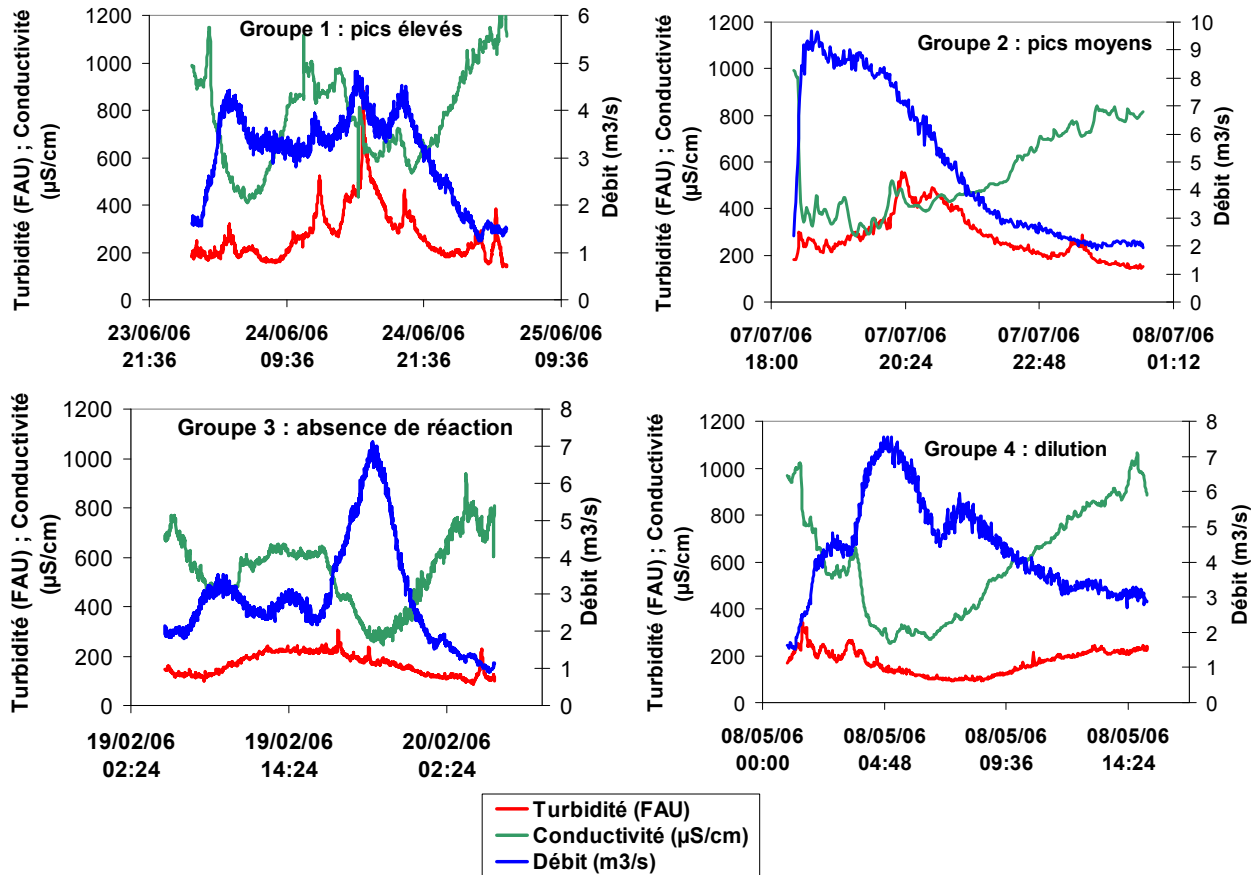 Groupe 1 : pics élevés
Turbidité (FAU) ; Conductivité
(µS/cm)
1200
1000
800
600
400
200
0
6
5
4
3
2
1
0
Débit (m3/s)
23/06/06 24/06/06 24/06/06 25/06/06
21:36 09:36 21:36 09:36
Groupe 2 : pics moyens
Turbidité (FAU) ; Conductivité
(µS/cm)
1200
1000
800
600
400
200
0
10
9
8
7
6
5
4
3
2
1
0
Débit (m3/s)
07/07/06 07/07/06 07/07/06 08/07/06
18:00 20:24 22:48 01:12
Groupe 3 : absence de réaction
Turbidité (FAU) ; Conductivité
(µS/cm)
1200
1000
800
600
400
200
0
8
7
6
5
4
3
2
1
0
Débit (m3/s)
19/02/06 19/02/06 20/02/06
02:24 14:24 02:24
Groupe 4 : dilution
Turbidité (FAU) ; Conductivité
(µS/cm)
1200
1000
800
600
400
200
0
8
7
6
5
4
3
2
1
0
Débit (m3/s)
08/05/06 08/05/06 08/05/06 08/05/06
00:00 04:48 09:36 14:24
Turbidité (FAU)
Conductivité (µS/cm)
Débit (m3/s)